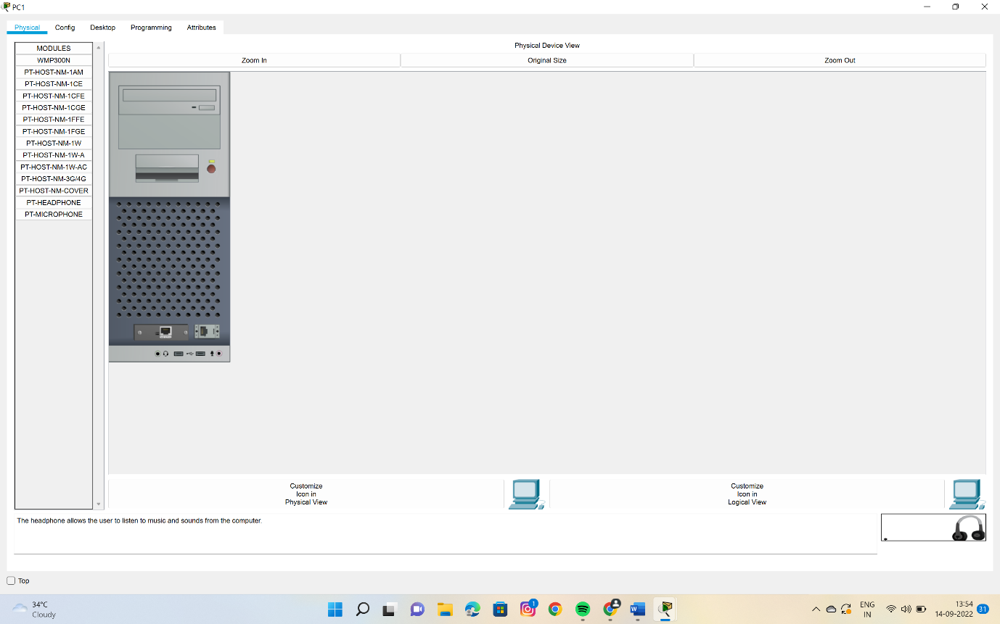 PC1
Physical
Config
Desktop
Programming
Attributes
MODULES
WMP300N
PT-HOST-NM-1AM
PT-HOST-NM-1CE
PT-HOST-NM-1CFE
PT-HOST-NM-1CGE
PT-HOST-NM-1FFE
PT-HOST-NM-1FGE
PT-HOST-NM-1W
PT-HOST-NM-1W-A
PT-HOST-NM-1W-AC
PT-HOST-NM-3G/4G
PT-HOST-NM-COVER
PT-HEADPHONE
PT-MICROPHONE
Physical Device View
Zoom In
Original Size
Zoom Out
Customize
Icon in
Physical View
Customize
Icon in
Logical View
The headphone allows the user to listen to music and sounds from the computer.
Top
34°C
Cloudy
1
W
ENG
IN
13:54
14-09-2022
31